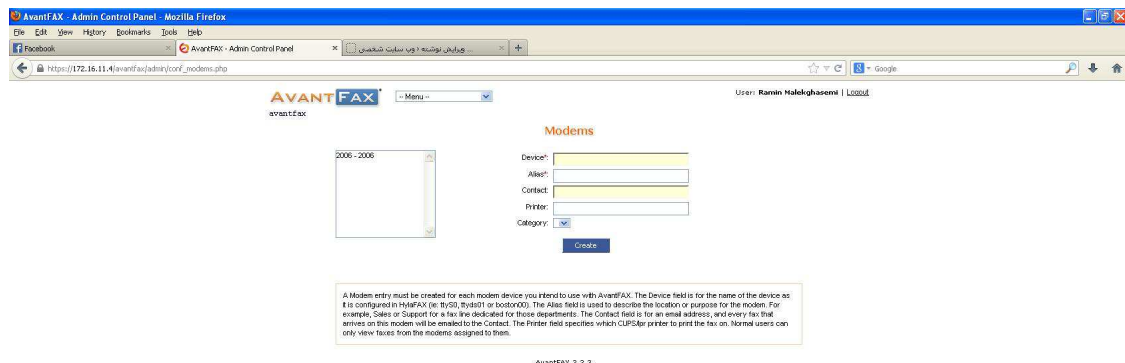 AvantFAX - Admin Control Panel - Mozilla Firefox
File Edit View History Bookmarks Tools Help
Facebook
AvantFAX - Admin Control Panel
ویرایش نوشته ‹ وب سایت شخصی ...
https://172.16.11.4/avantfax/admin/conf_modems.php
Google
AVANTFAX
-- Menu --
User: Ramin Malekghasemi | Logout
avantfax
Modems
2006 - 2006
Device*:
Alias*:
Contact:
Printer:
Category:
Create
A Modem entry must be created for each modem device you intend to use with AvantFAX. The Device field is for the name of the device as
it is configured in HylaFAX (ie: ttyS0, ttyds01 or boston00). The Alias field is used to describe the location or purpose for the modem. For
example, Sales or Support for a fax line dedicated for those departments. The Contact field is for an email address, and every fax that
arrives on this modem will be emailed to the Contact. The Printer field specifies which CUPS/lpr printer to print the fax on. Normal users can
only view faxes from the modems assigned to them.
AvantFAX 3.3.3